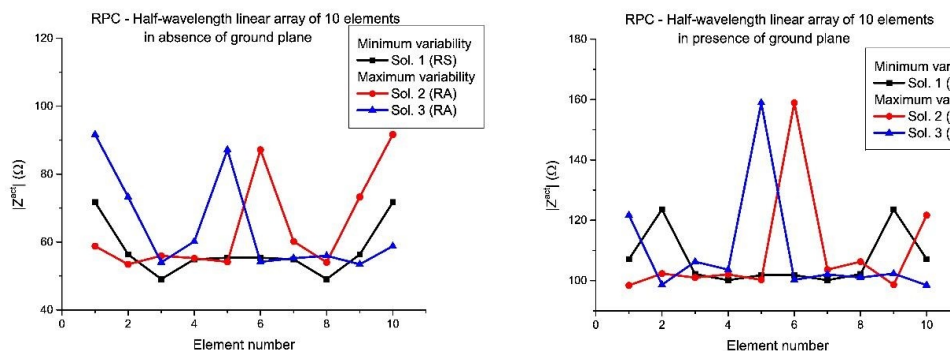 RPC - Half-wavelength linear array of 10 elements
in absence of ground plane
Minimum variability
Sol. 1 (RS)
Maximum variability
Sol. 2 (RA)
Sol. 3 (RA)
120
100
80
60
40
|Z^act| (Ω)
0 2 4 6 8 10
Element number
RPC - Half-wavelength linear array of 10 elements
in presence of ground plane
Minimum var
Sol. 1 (
Maximum va
Sol. 2 (
Sol. 3 (
180
160
140
120
100
|Z^act| (Ω)
0 2 4 6 8 10
Element number